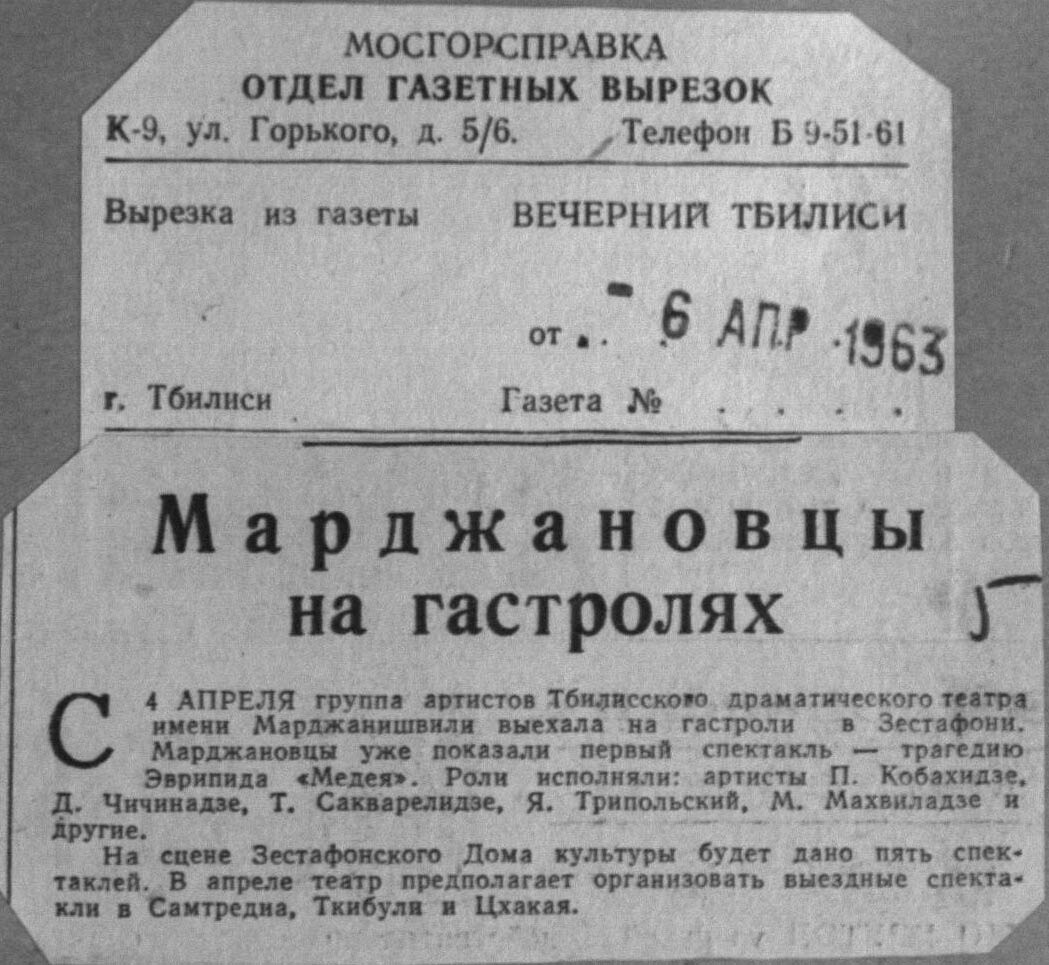 МОСГОРСПРАВКА
ОТДЕЛ ГАЗЕТНЫХ ВЫРЕЗОК
К-9, ул. Горького, д. 5/6. Телефон Б 9-51-61
Вырезка из газеты ВЕЧЕРНИЙ ТБИЛИСИ
от . . - 6 АПР 1963
г. Тбилиси Газета № . . . .
Марджановцы
на гастролях
С 4 АПРЕЛЯ группа артистов Тбилисского драматического театра
имени Марджанишвили выехала на гастроли в Зестафони.
Марджановцы уже показали первый спектакль — трагедию
Эврипида «Медея». Роли исполняли: артисты П. Кобахидзе,
Д. Чичинадзе, Т. Сакварелидзе, Я. Трипольский, М. Махвиладзе и
другие.
На сцене Зестафонского Дома культуры будет дано пять спек-
таклей. В апреле театр предполагает организовать выездные спекта-
кли в Самтредиа, Ткибули и Цхакая.